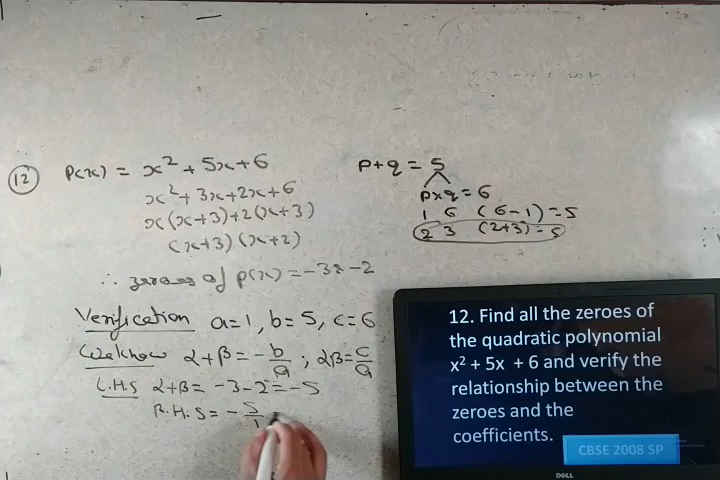 (12) P(x) = x² + 5x + 6
x² + 3x + 2x + 6
x(x+3) + 2(x+3)
(x+3)(x+2)
∴ zeroes of P(x) = -3 & -2
Verification a=1, b=5, c=6
We know α+β = -b/a ; αβ = c/a
L.H.S α+β = -3-2 = -5
R.H.S = -5/1
p+q = 5
p×q = 6
1 6 (6-1) = 5
2 3 (2+3) = 5
12. Find all the zeroes of
the quadratic polynomial
x² + 5x + 6 and verify the
relationship between the
zeroes and the
coefficients.
CBSE 2008 SP
DELL